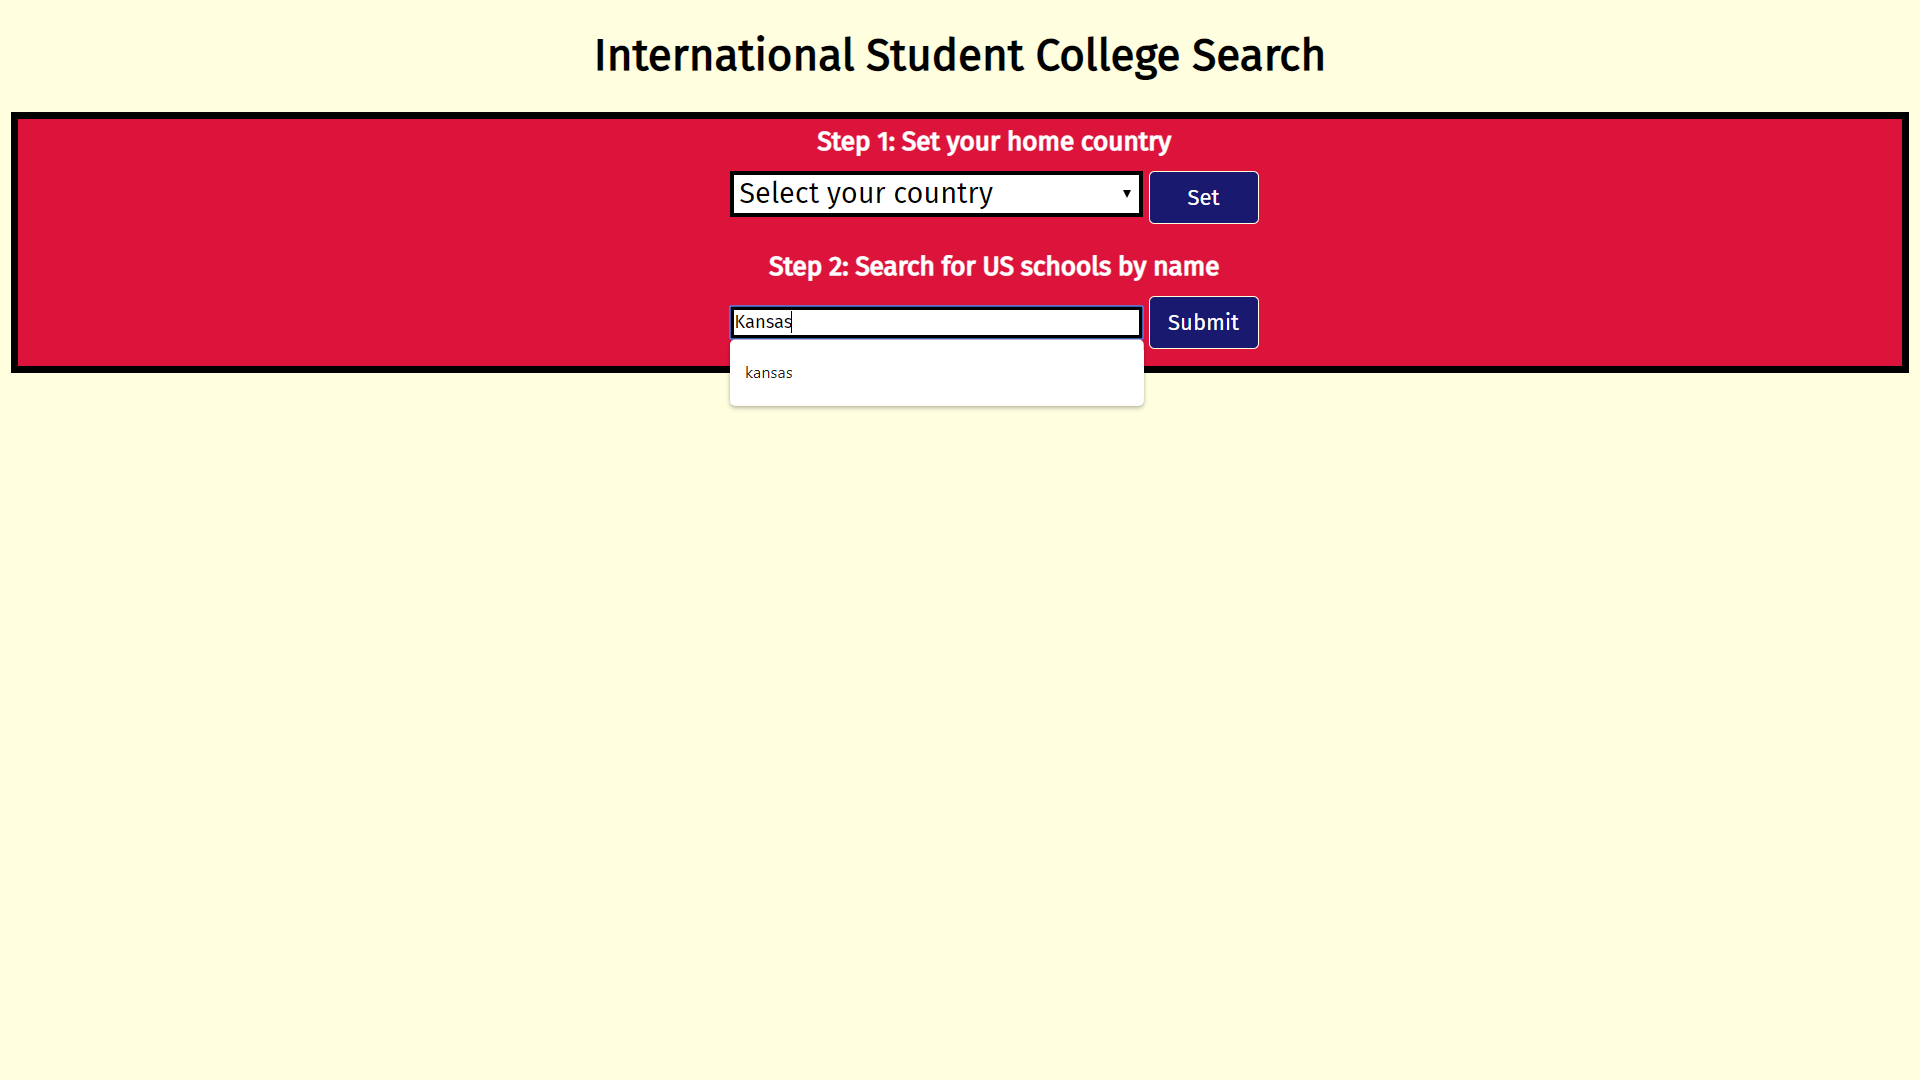 International Student College Search
Step 1: Set your home country
Select your country
Set
Step 2: Search for US schools by name
Kansas
Submit
kansas